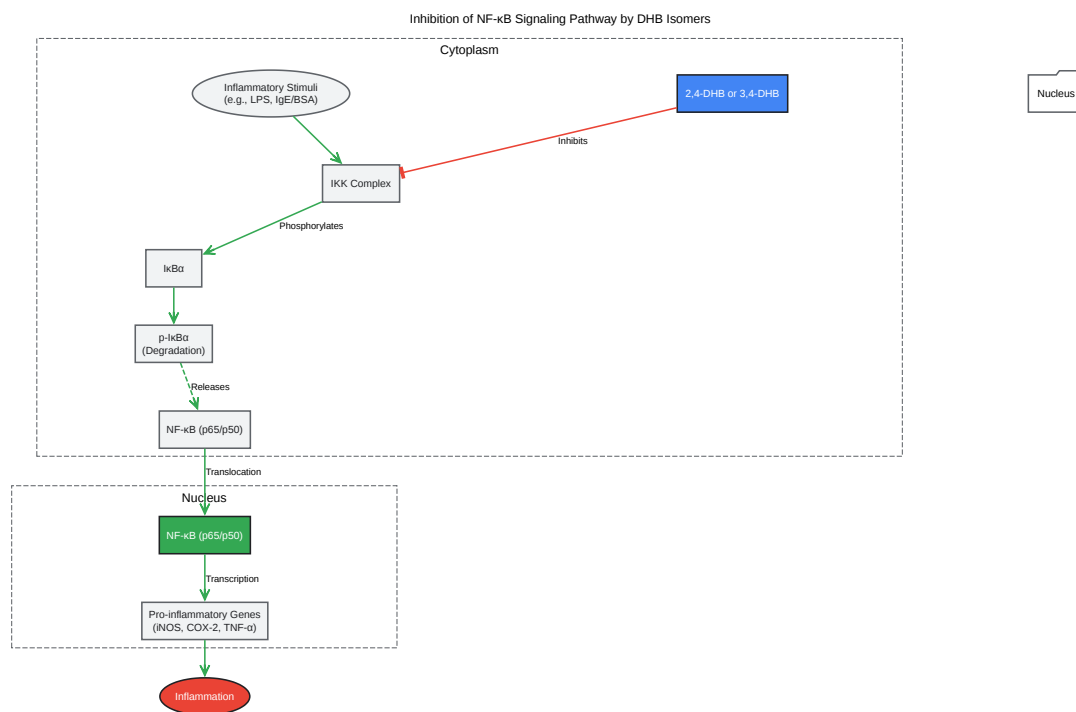 Inhibition of NF-κB Signaling Pathway by DHB Isomers
Cytoplasm
Inflammatory Stimuli
(e.g., LPS, IgE/BSA)
2,4-DHB or 3,4-DHB
Nucleus
Inhibits
IKK Complex
Phosphorylates
IκBα
p-IκBα
(Degradation)
Releases
NF-κB (p65/p50)
Translocation
Nucleus
NF-κB (p65/p50)
Transcription
Pro-inflammatory Genes
(iNOS, COX-2, TNF-α)
Inflammation